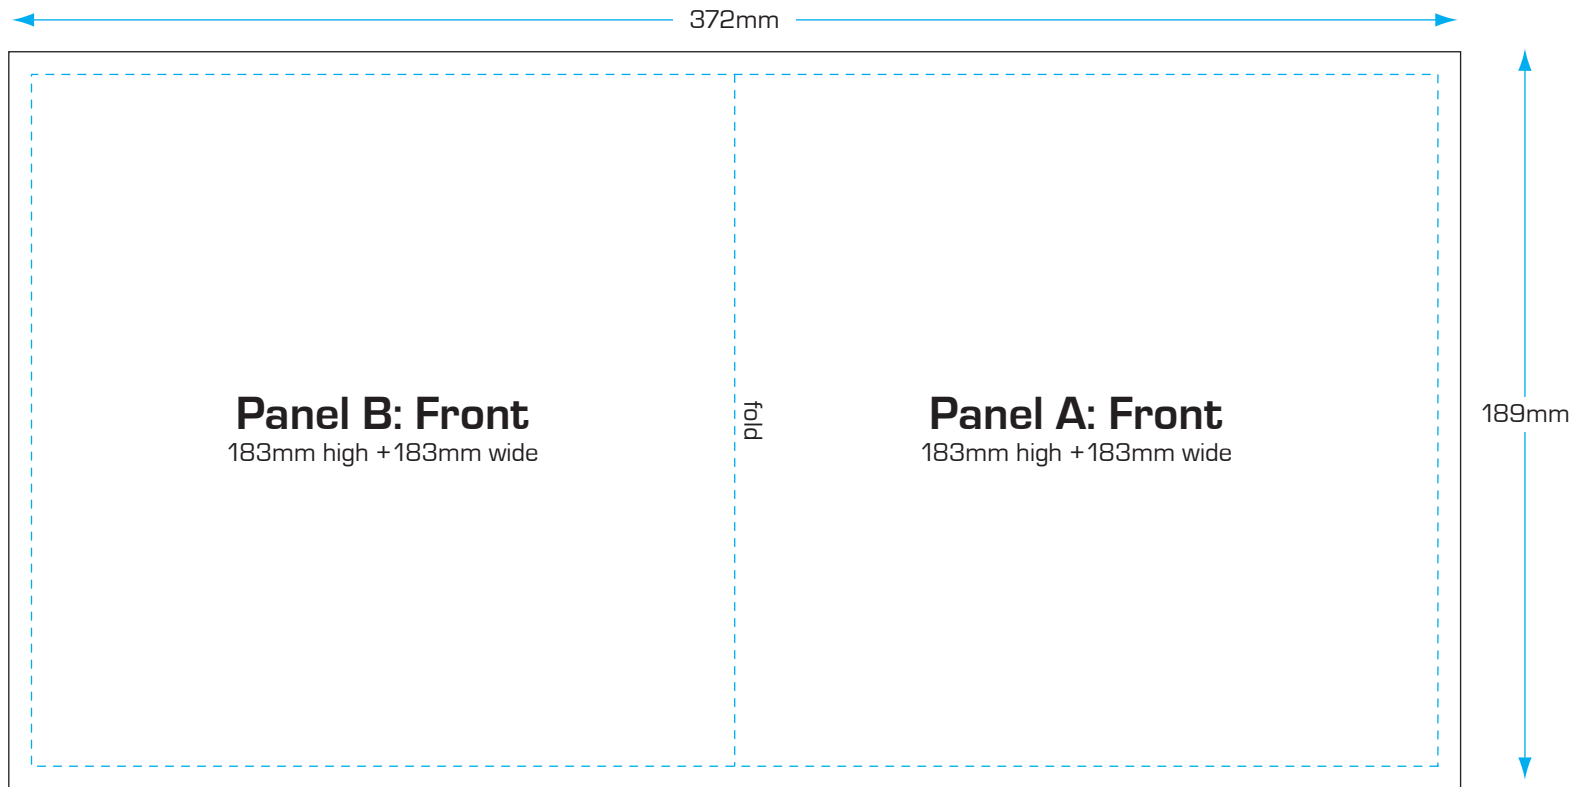 372mm
Panel B: Front
183mm high +183mm wide
fold
Panel A: Front
183mm high +183mm wide
189mm